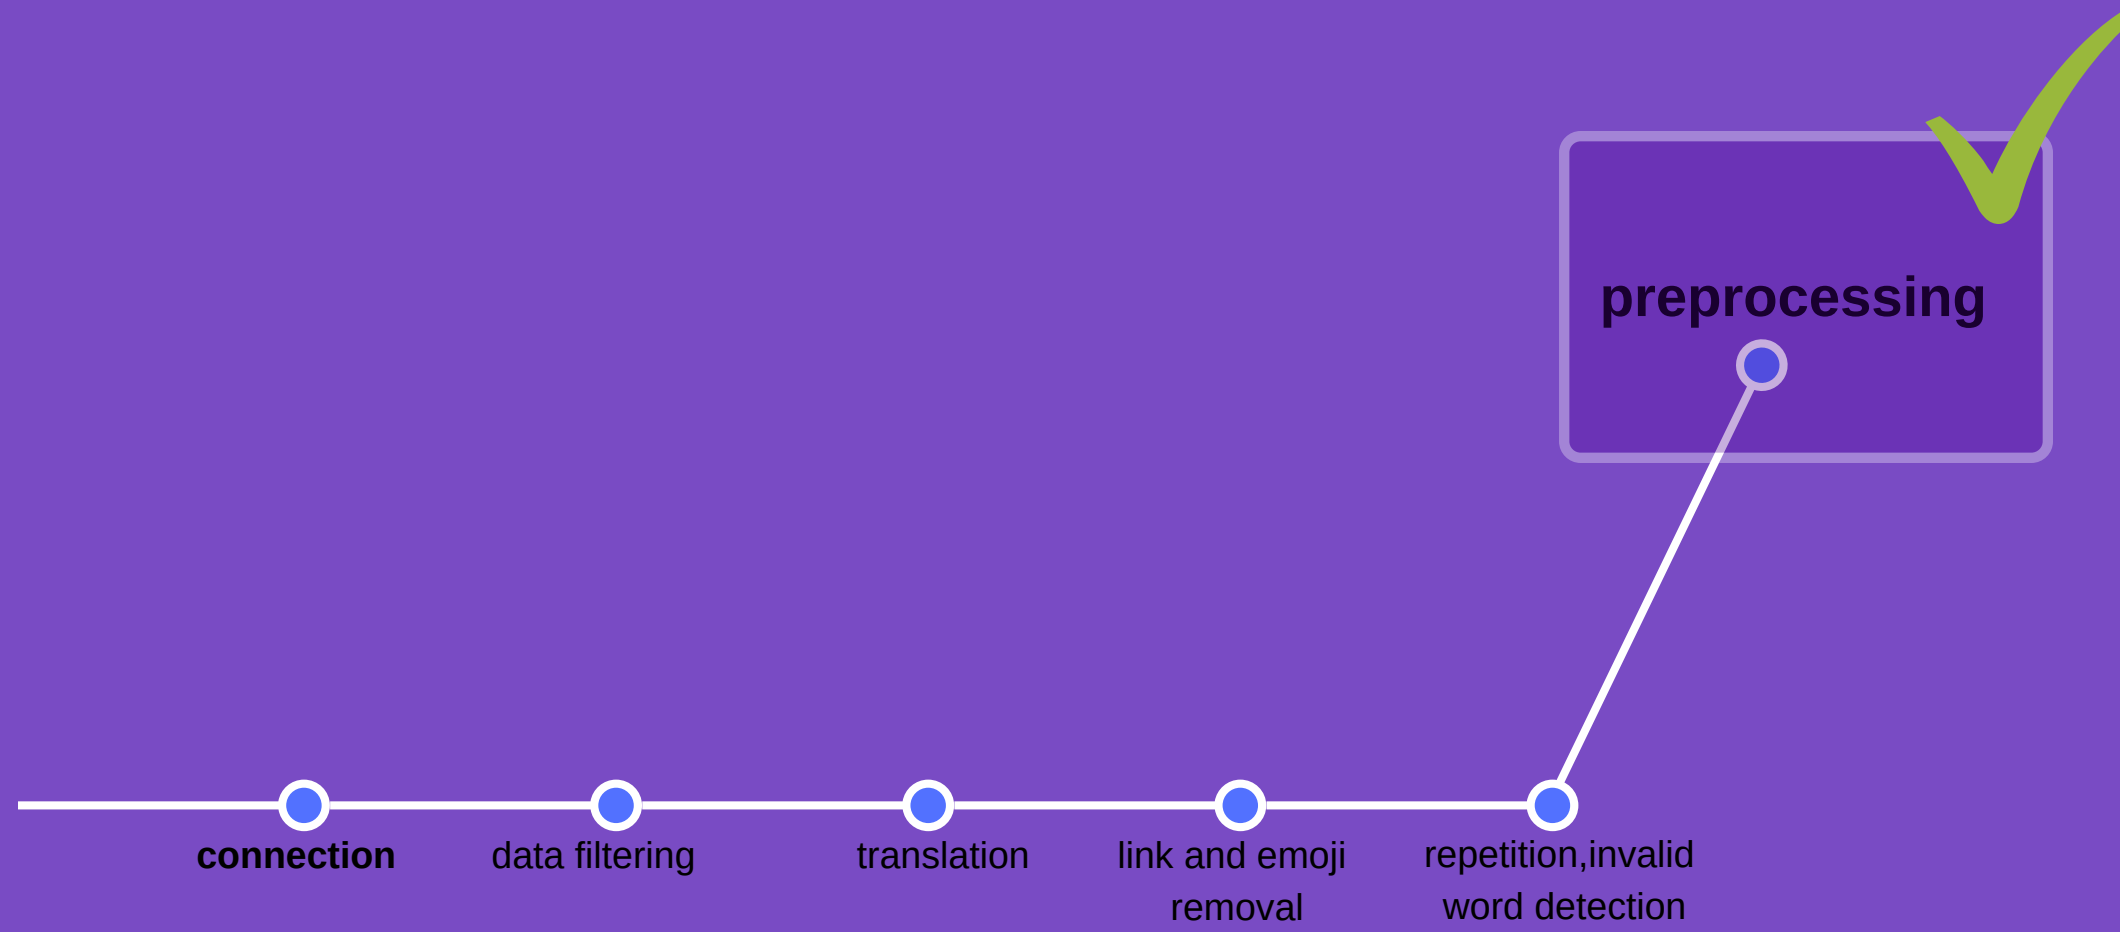 preprocessing
connection
data filtering
translation
link and emoji
removal
repetition,invalid
word detection